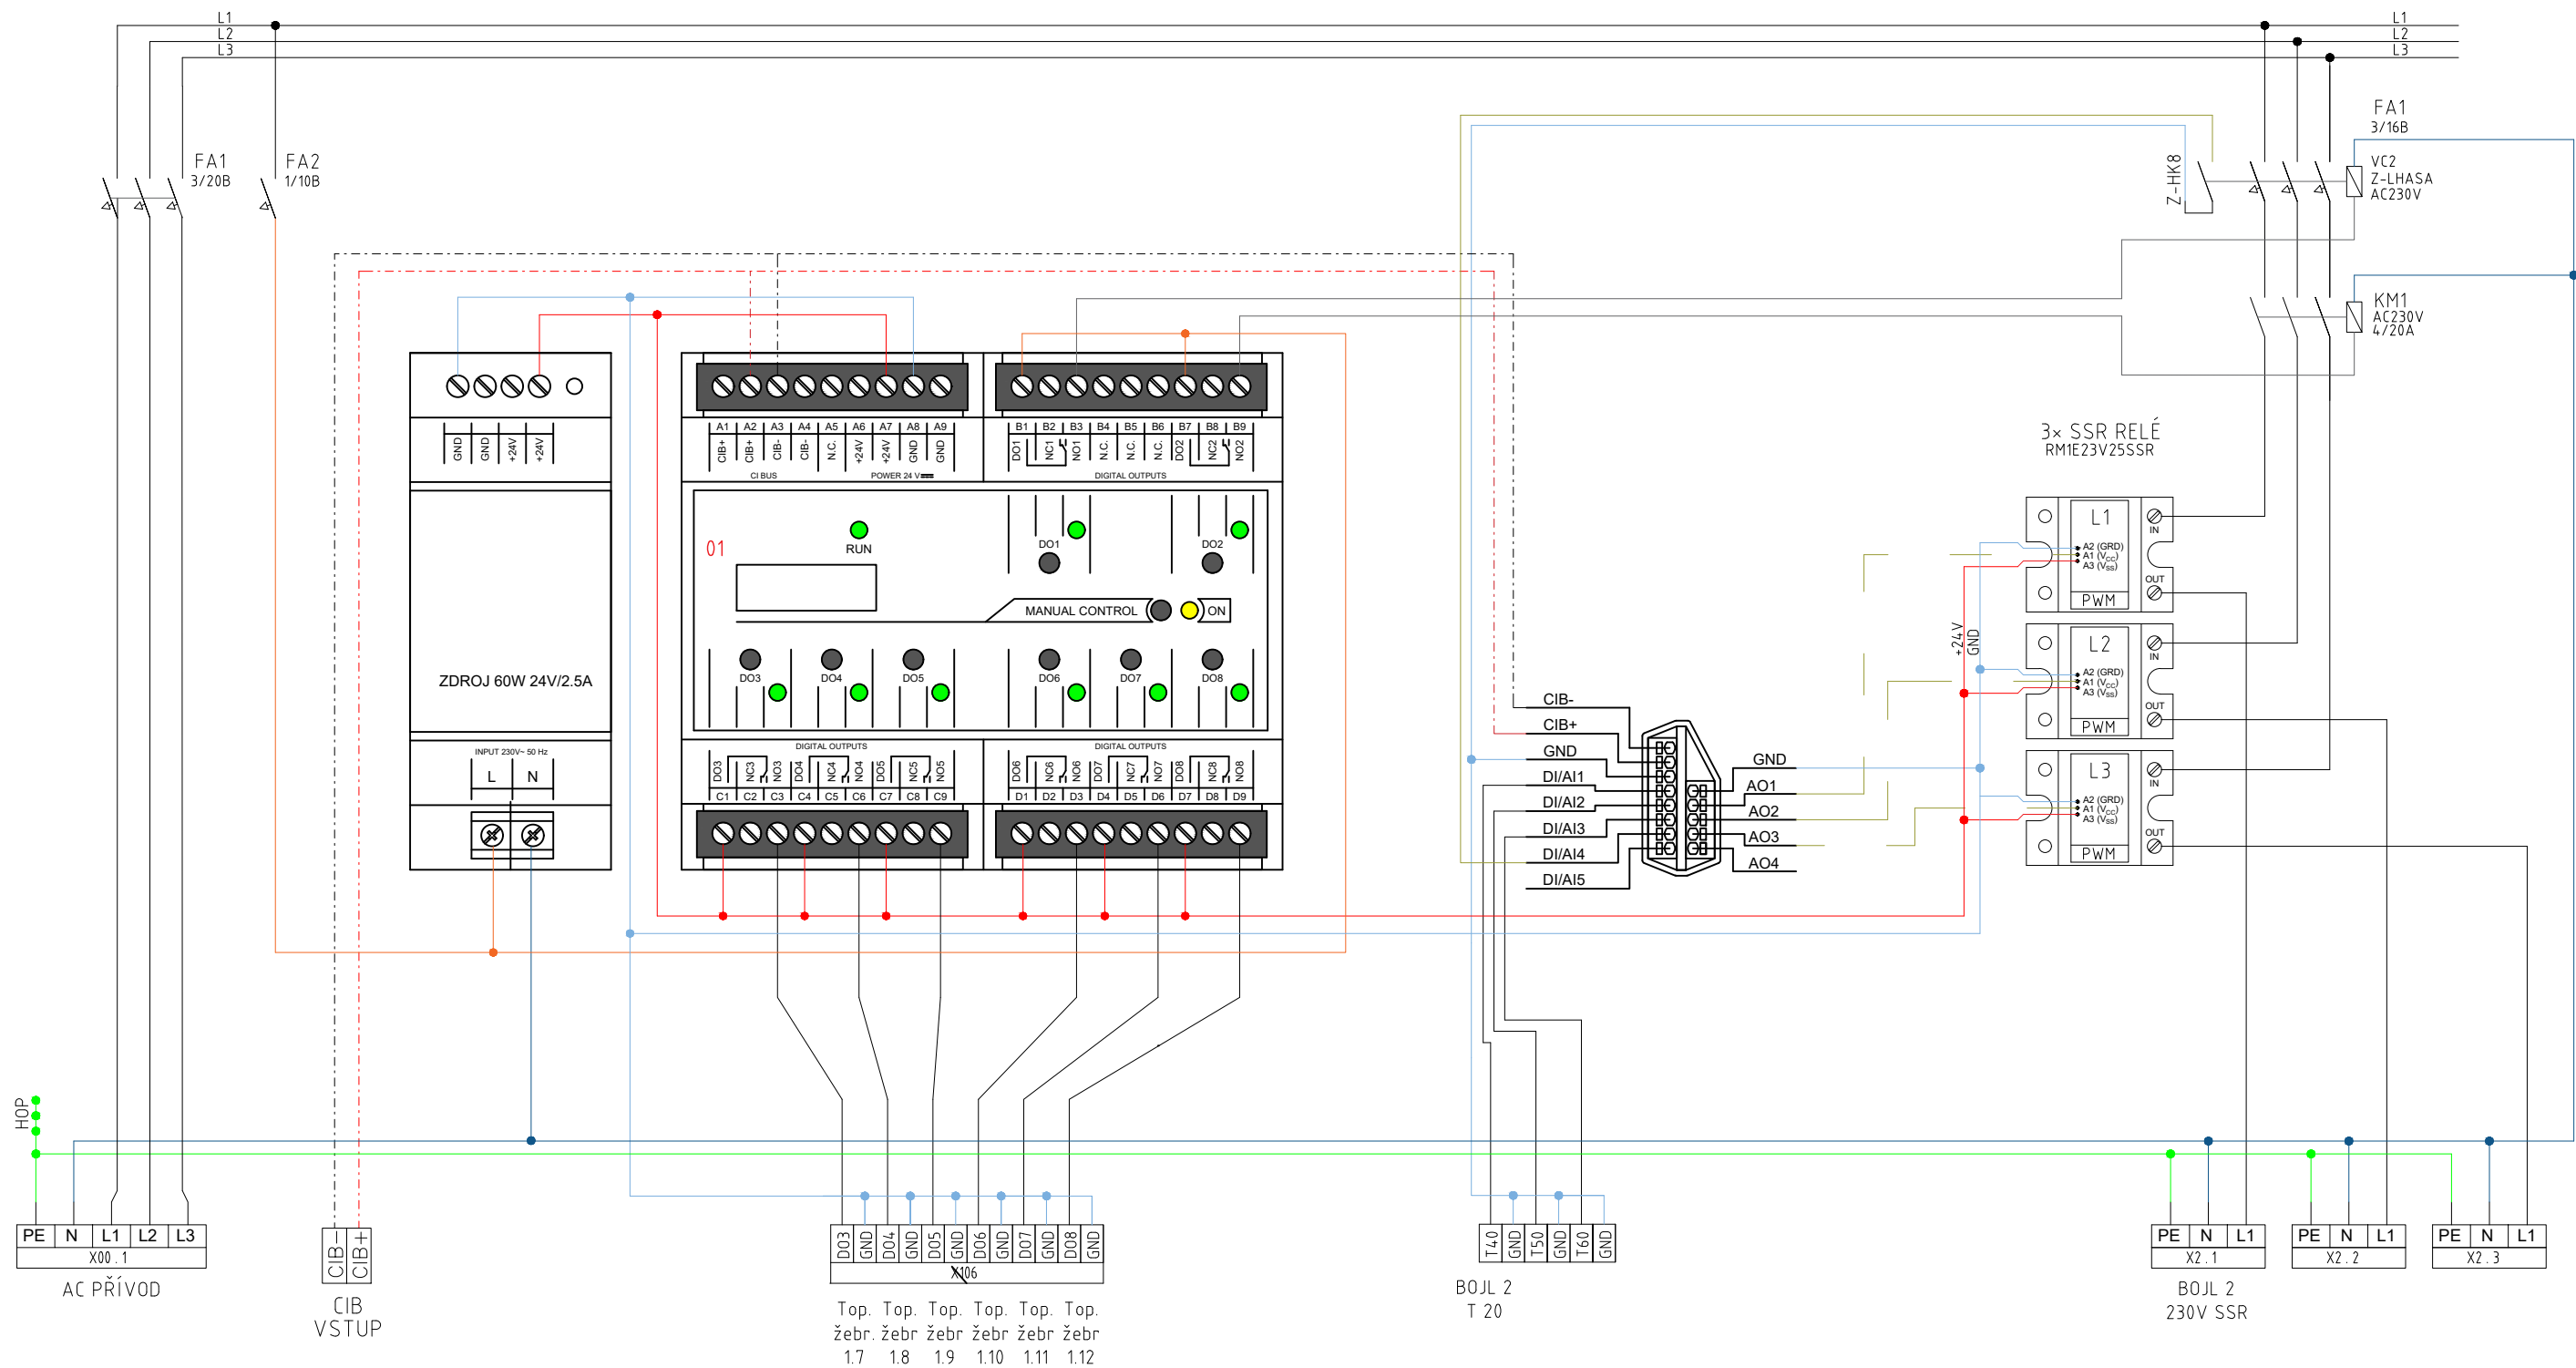 L1
L2
L3
L1
L2
L3
FA1
3/20B
FA2
1/10B
Z-HK8
FA1
3/16B
VC2
Z-LHASA
AC230V
KM1
AC230V
4/20A
GND GND +24V +24V
ZDROJ 60W 24V/2.5A
INPUT 230V~ 50 Hz
L N
A1 A2 A3 A4 A5 A6 A7 A8 A9
CIB+ CIB+ CIB- CIB- N.C. +24V +24V GND GND
CI BUS
POWER 24 V
B1 B2 B3 B4 B5 B6 B7 B8 B9
DO1 NC1 NO1 N.C. N.C. N.C. DO2 NC2 NO2
DIGITAL OUTPUTS
01
RUN
DO1
DO2
MANUAL CONTROL
ON
DO3 DO4 DO5 DO6 DO7 DO8
DIGITAL OUTPUTS
DIGITAL OUTPUTS
DO3 NC3 NO3 DO4 NC4 NO4 DO5 NC5 NO5
DO6 NC6 NO6 DO7 NC7 NO7 DO8 NC8 NO8
C1 C2 C3 C4 C5 C6 C7 C8 C9
D1 D2 D3 D4 D5 D6 D7 D8 D9
CIB-
CIB+
GND
DI/AI1
DI/AI2
DI/AI3
DI/AI4
DI/AI5
GND
AO1
AO2
AO3
AO4
3x SSR RELÉ
RM1E23V25SSR
+24V
GND
L1
IN
A2 (GRD)
A1 (VCC)
A3 (VSS)
OUT
PWM
L2
IN
A2 (GRD)
A1 (VCC)
A3 (VSS)
OUT
PWM
L3
IN
A2 (GRD)
A1 (VCC)
A3 (VSS)
OUT
PWM
HOP
PE N L1 L2 L3
X00.1
AC PŘÍVOD
CIB- CIB+
CIB
VSTUP
DO3 GND DO4 GND DO5 GND DO6 GND DO7 GND DO8 GND
X106
Top. Top. Top. Top. Top. Top.
žebr. žebr žebr žebr žebr žebr
1.7 1.8 1.9 1.10 1.11 1.12
T40 GND T50 GND T60 GND
BOJL 2
T 20
PE N L1
X2.1
BOJL 2
230V SSR
PE N L1
X2.2
PE N L1
X2.3